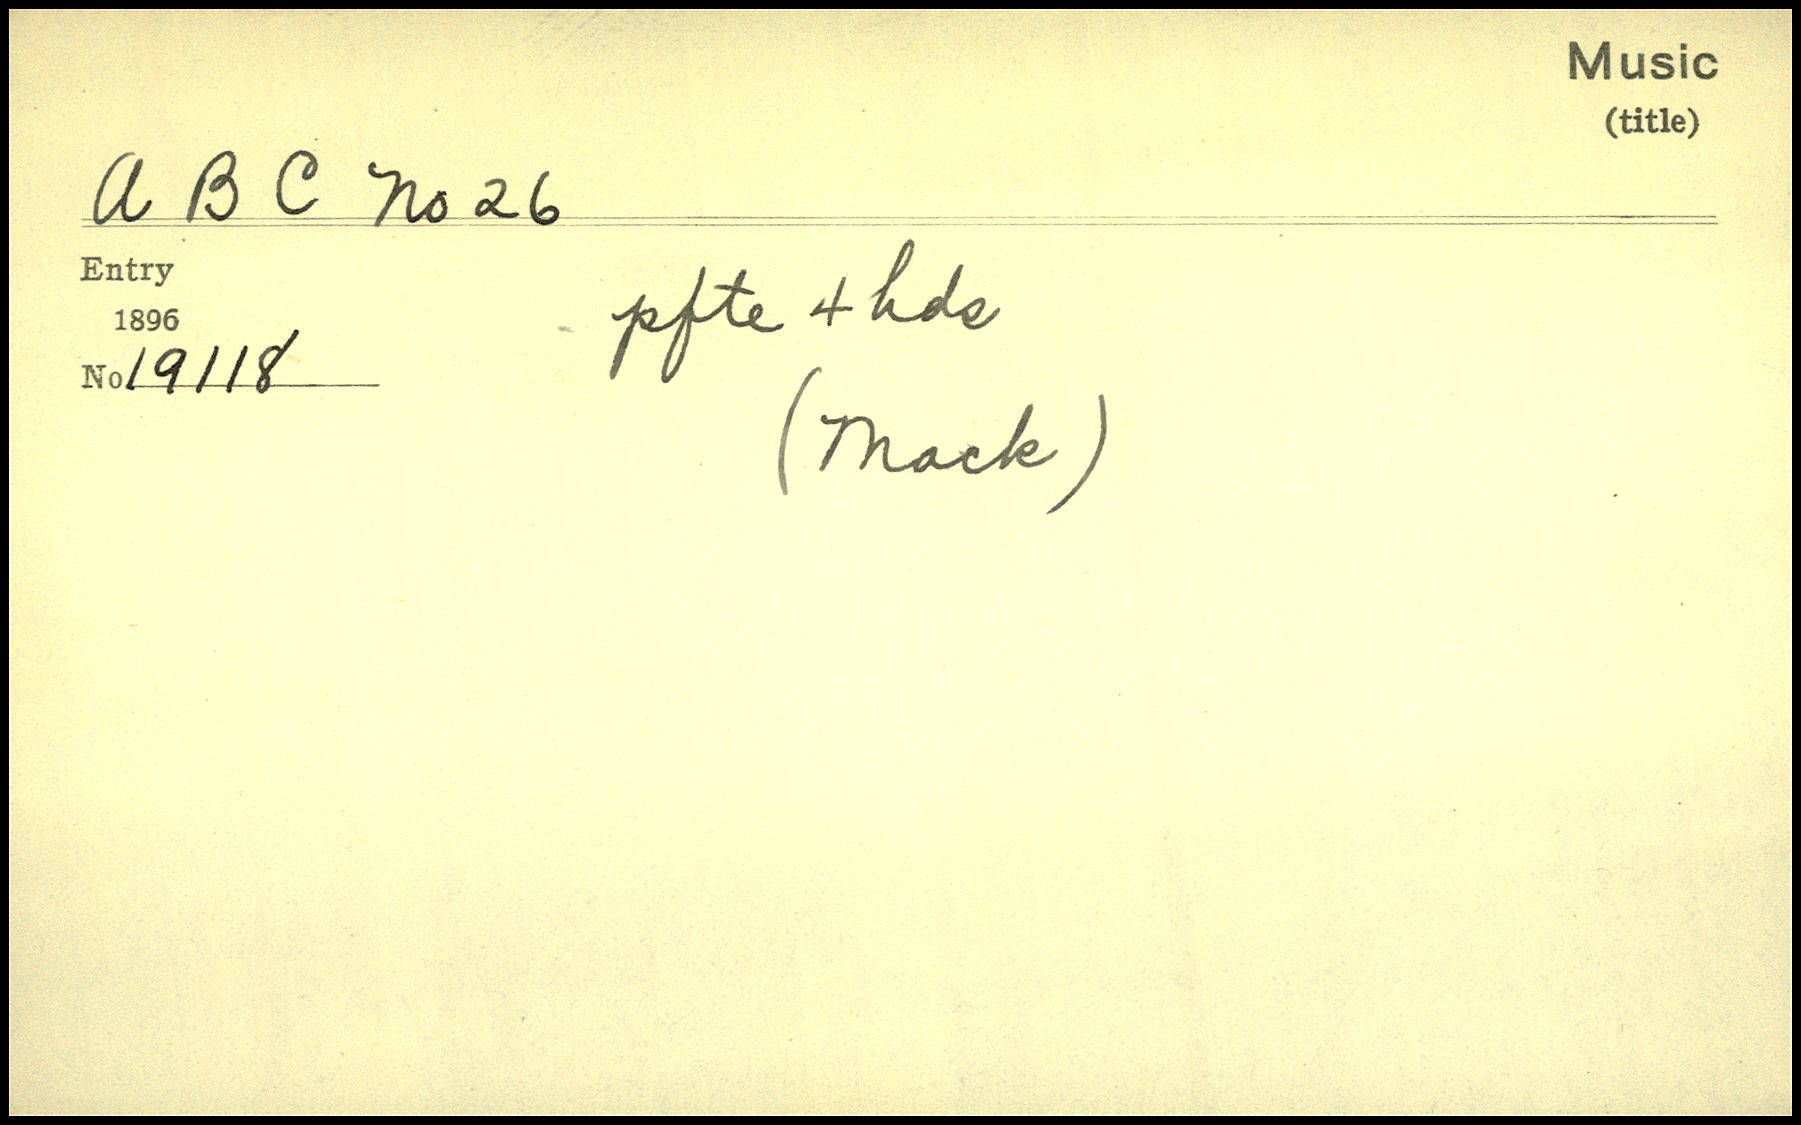 Music
(title)
A B C No 26
Entry
1896
No 19118
pfte 4 hds
(Mack)